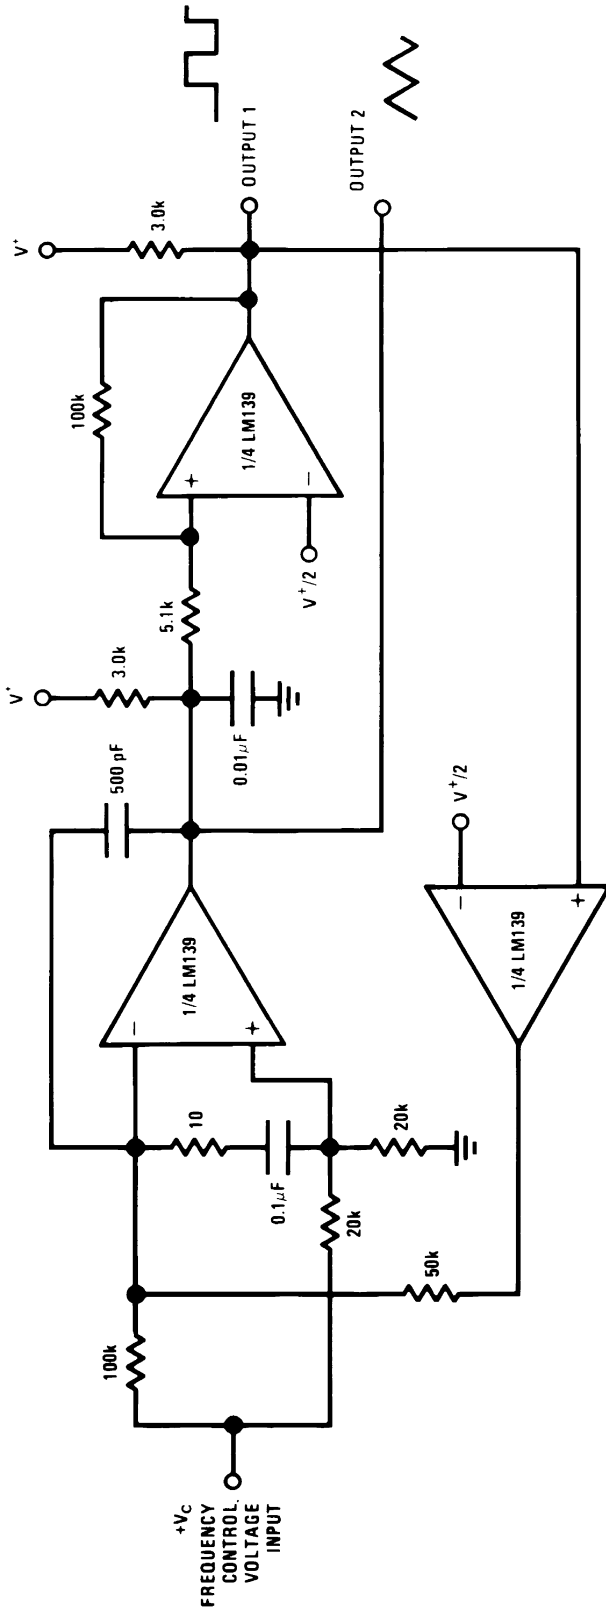 +VC
FREQUENCY
CONTROL
VOLTAGE
INPUT
100k
50k
20k
0.1μF
10
20k
1/4 LM139
-
+
500 pF
V+
3.0k
0.01μF
5.1k
100k
V+/2
1/4 LM139
+
-
V+
3.0k
OUTPUT 1
OUTPUT 2
V+/2
1/4 LM139
-
+